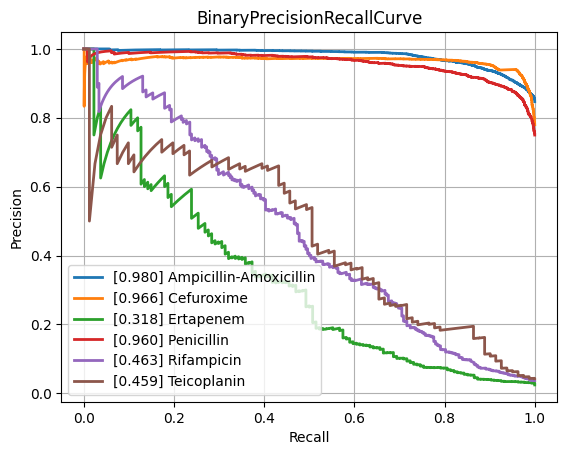 BinaryPrecisionRecallCurve
Precision
1.0
0.8
0.6
0.4
0.2
0.0
[0.980] Ampicillin-Amoxicillin
[0.966] Cefuroxime
[0.318] Ertapenem
[0.960] Penicillin
[0.463] Rifampicin
[0.459] Teicoplanin
0.0 0.2 0.4 0.6 0.8 1.0
Recall